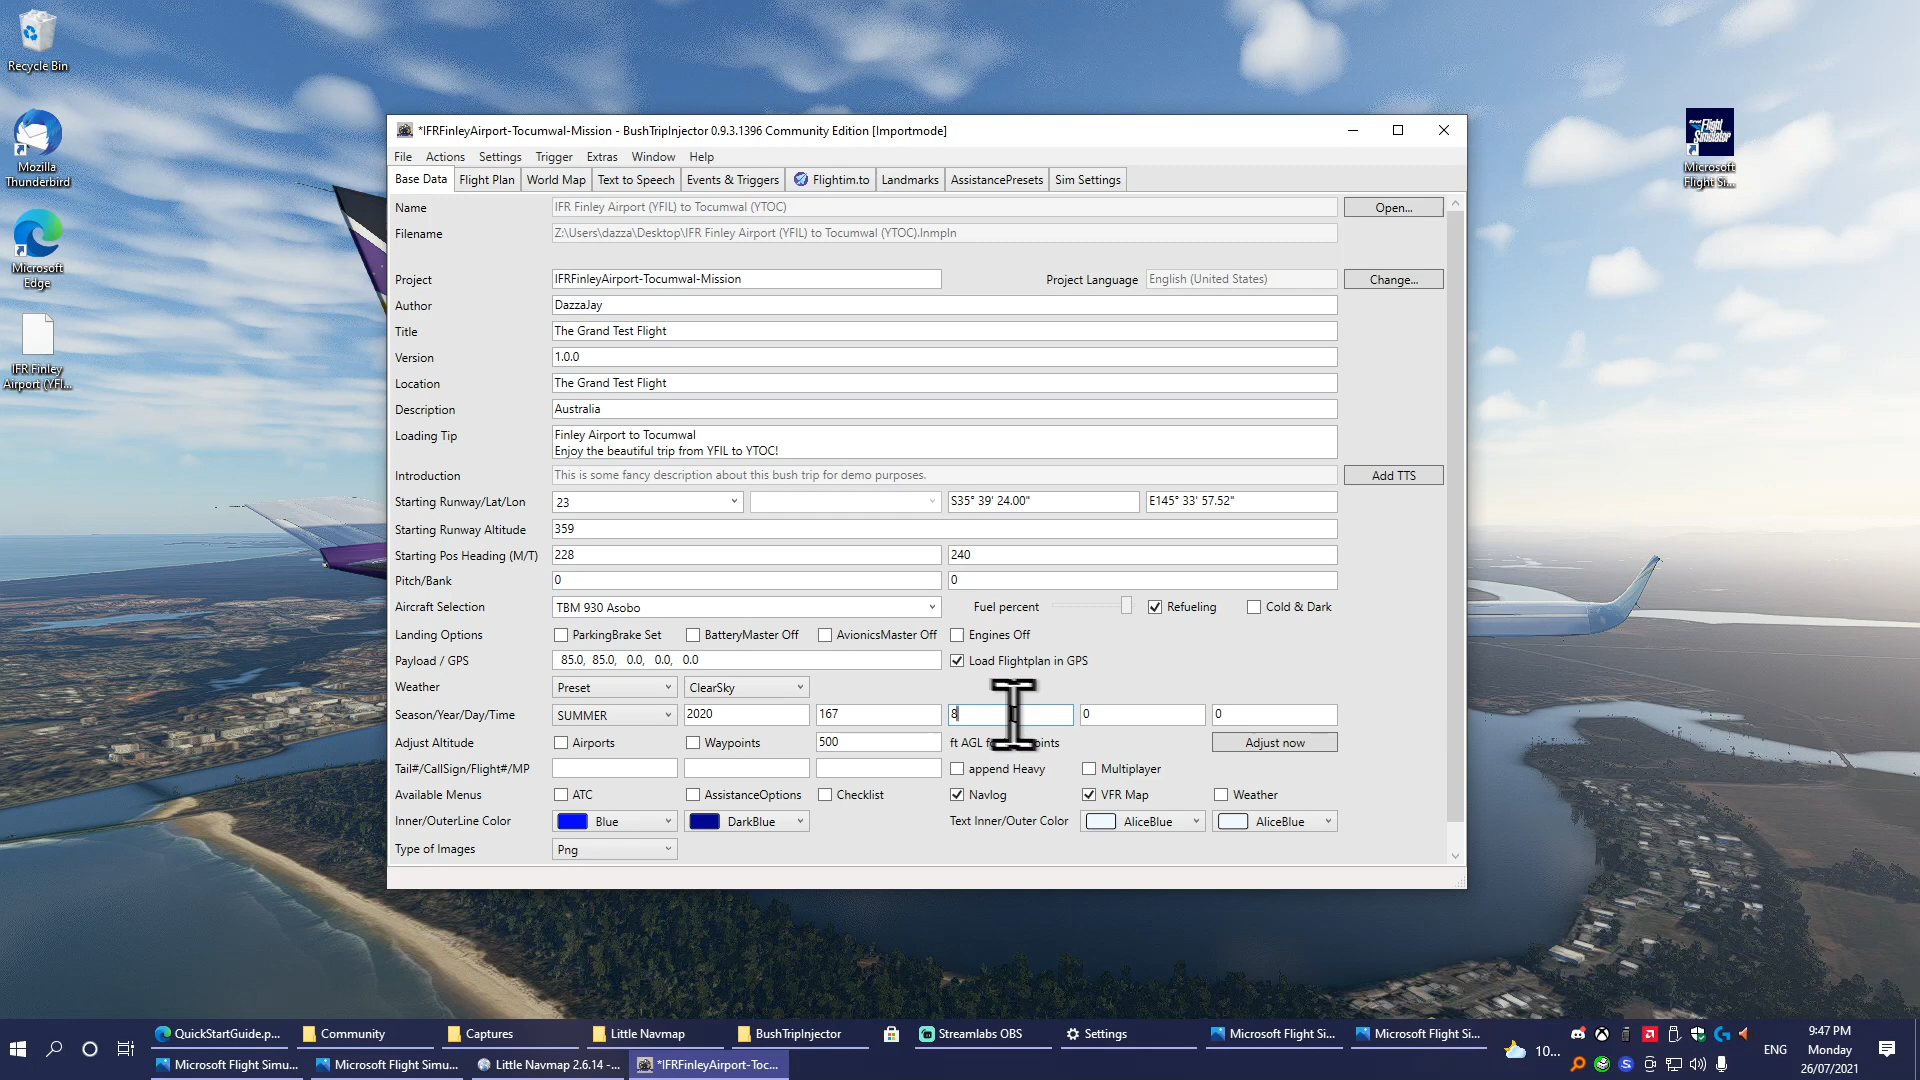 Recycle Bin
Mozilla
Thunderbird
Microsoft
Edge
IFR Finley
Airport (YFI...
Microsoft
Flight Si...
*IFRFinleyAirport-Tocumwal-Mission - BushTripInjector 0.9.3.1396 Community Edition [Importmode]
File Actions Settings Trigger Extras Window Help
Base Data Flight Plan World Map Text to Speech Events & Triggers Flightim.to Landmarks AssistancePresets Sim Settings
Name IFR Finley Airport (YFIL) to Tocumwal (YTOC) Open...
Filename Z:\Users\dazza\Desktop\IFR Finley Airport (YFIL) to Tocumwal (YTOC).lnmpln
Project IFRFinleyAirport-Tocumwal-Mission Project Language English (United States) Change...
Author DazzaJay
Title The Grand Test Flight
Version 1.0.0
Location The Grand Test Flight
Description Australia
Loading Tip Finley Airport to Tocumwal
Enjoy the beautiful trip from YFIL to YTOC!
Introduction This is some fancy description about this bush trip for demo purposes. Add TTS
Starting Runway/Lat/Lon 23 S35° 39' 24.00" E145° 33' 57.52"
Starting Runway Altitude 359
Starting Pos Heading (M/T) 228 240
Pitch/Bank 0 0
Aircraft Selection TBM 930 Asobo Fuel percent Refueling Cold & Dark
Landing Options ParkingBrake Set BatteryMaster Off AvionicsMaster Off Engines Off
Payload / GPS 85.0, 85.0, 0.0, 0.0, 0.0 Load Flightplan in GPS
Weather Preset ClearSky
Season/Year/Day/Time SUMMER 2020 167 8 0 0
Adjust Altitude Airports Waypoints 500 ft AGL Adjust now
Tail#/CallSign/Flight#/MP append Heavy Multiplayer
Available Menus ATC AssistanceOptions Checklist Navlog VFR Map Weather
Inner/OuterLine Color Blue DarkBlue Text Inner/Outer Color AliceBlue AliceBlue
Type of Images Png
QuickStartGuide.p... Community Captures Little Navmap BushTripInjector Streamlabs OBS Settings Microsoft Flight Si... Microsoft Flight Si...
Microsoft Flight Simu... Microsoft Flight Simu... Little Navmap 2.6.14 -... *IFRFinleyAirport-Toc...
10... ENG
9:47 PM
Monday
26/07/2021